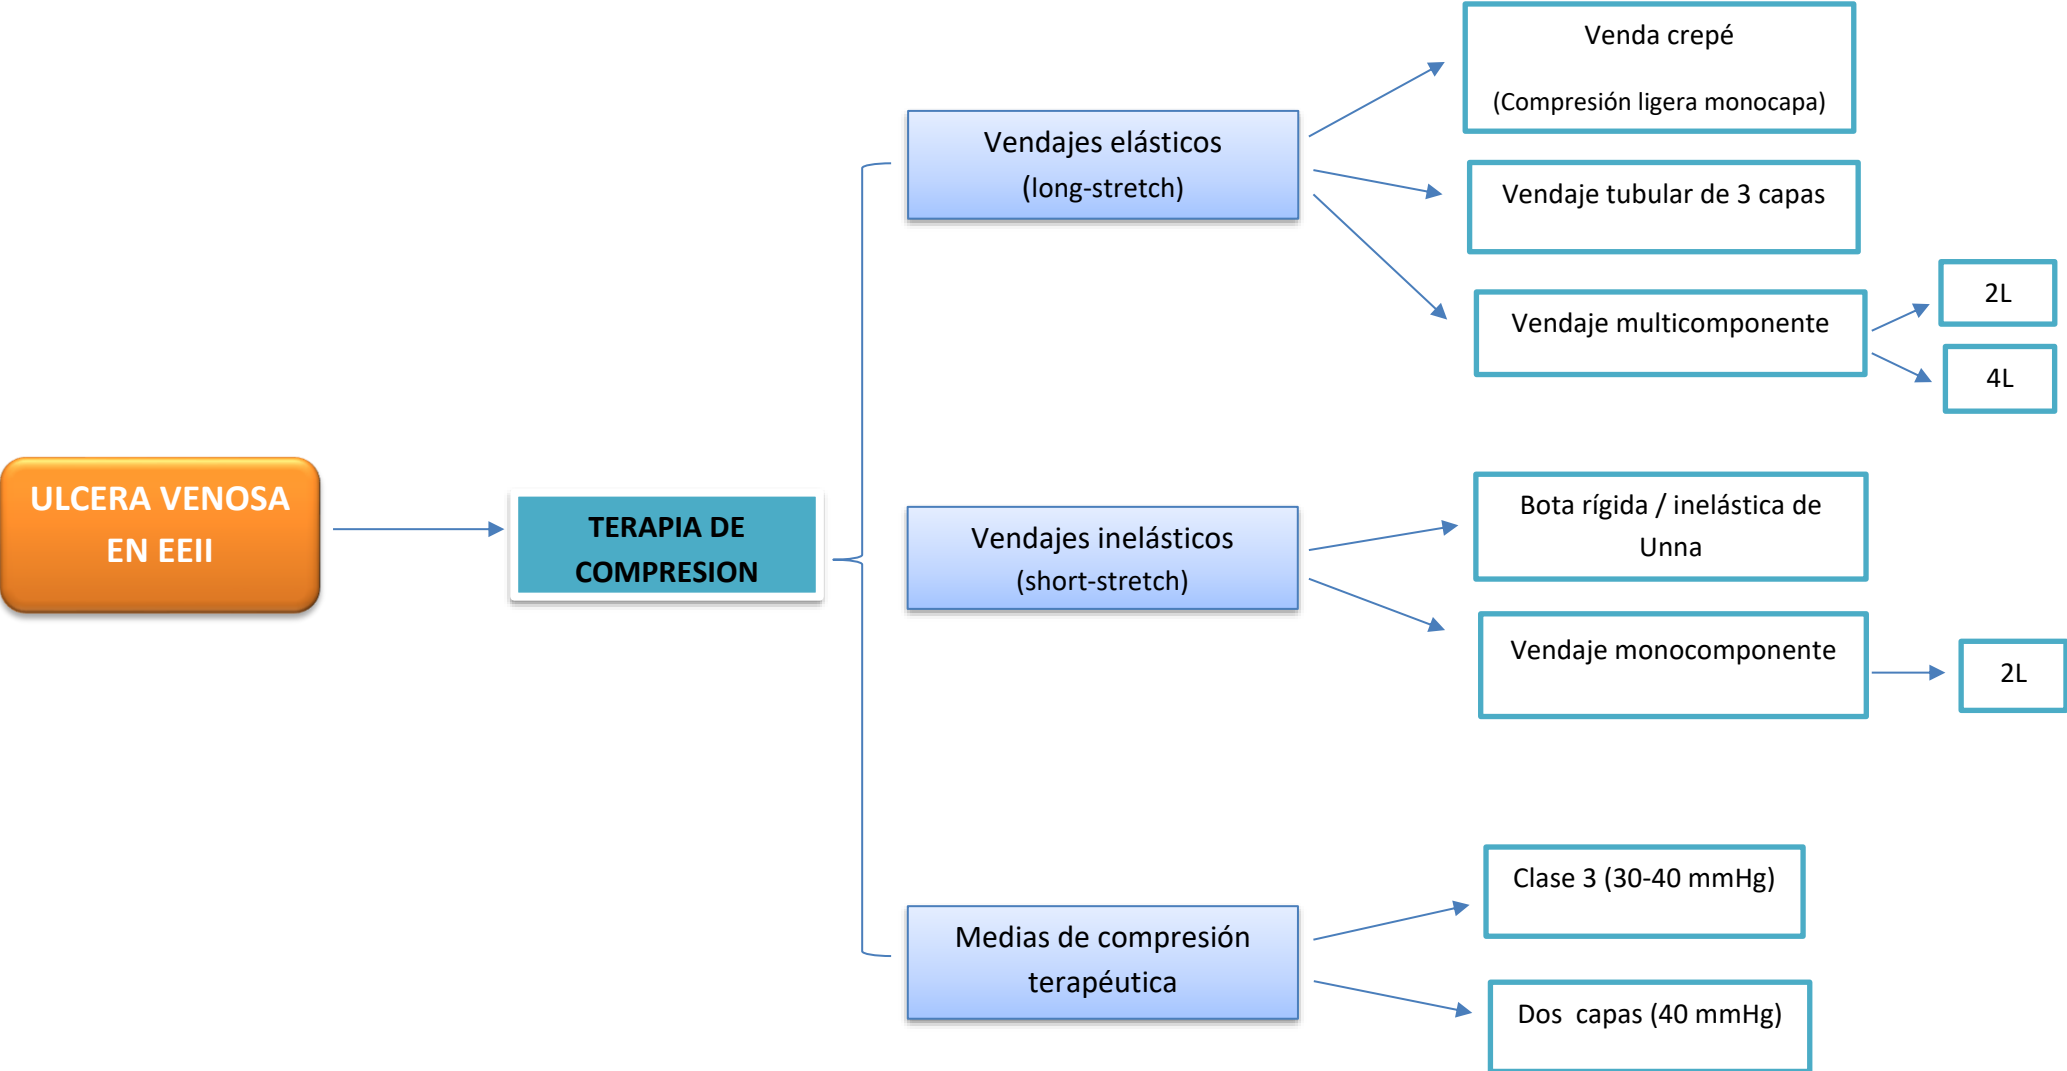 ULCERA VENOSA
EN EEII
TERAPIA DE
COMPRESION
Vendajes elásticos
(long-stretch)
Venda crepé
(Compresión ligera monocapa)
Vendaje tubular de 3 capas
Vendaje multicomponente
2L
4L
Vendajes inelásticos
(short-stretch)
Bota rígida / inelástica de
Unna
Vendaje monocomponente
2L
Medias de compresión
terapéutica
Clase 3 (30-40 mmHg)
Dos  capas (40 mmHg)